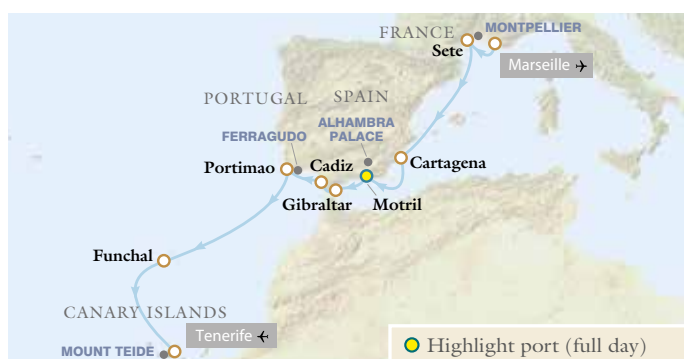 FRANCE
MONTPELLIER
Sete
Marseille
PORTUGAL
SPAIN
ALHAMBRA
PALACE
FERRAGUDO
Portimao
Cadiz
Cartagena
Gibraltar
Motril
Funchal
CANARY ISLANDS
Tenerife
MOUNT TEIDE
Highlight port (full day)